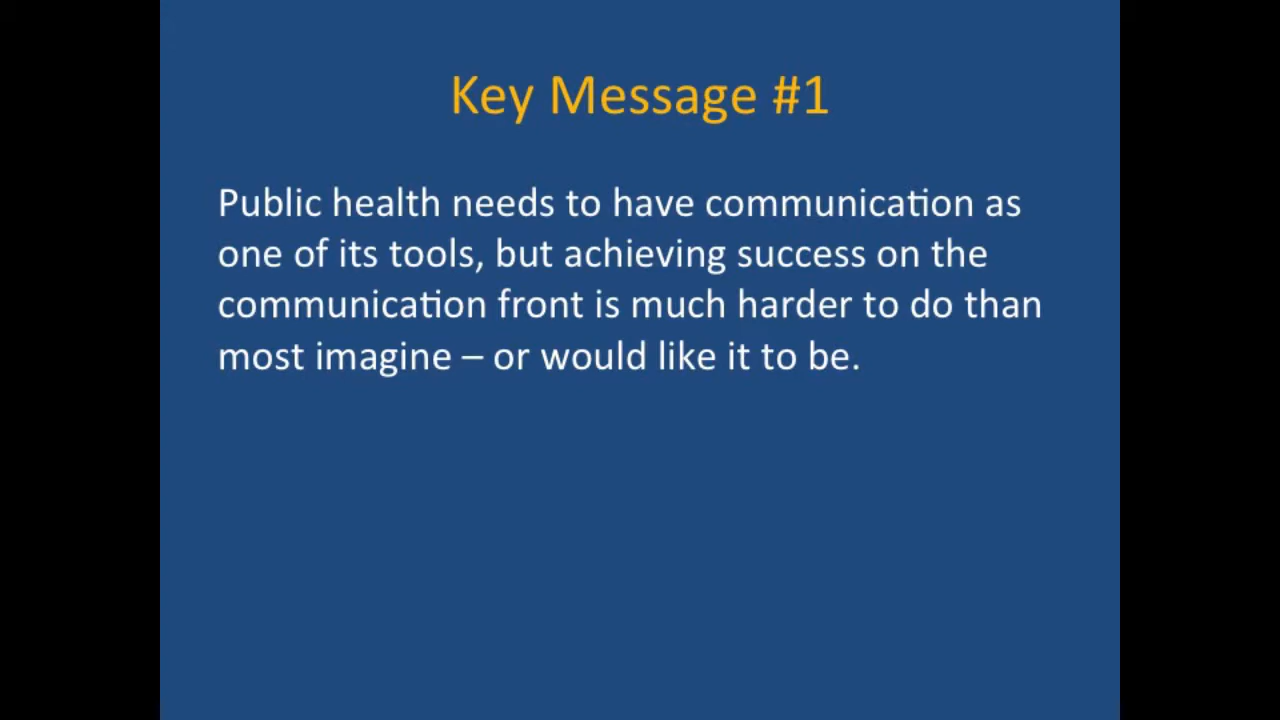 Key Message #1
Public health needs to have communication as
one of its tools, but achieving success on the
communication front is much harder to do than
most imagine – or would like it to be.